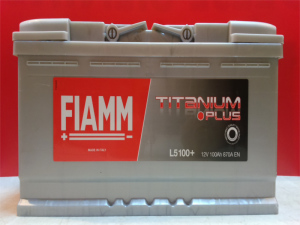 FIAMM
TITANIUM
PLUS
L5100+
12V 100Ah 870A EN